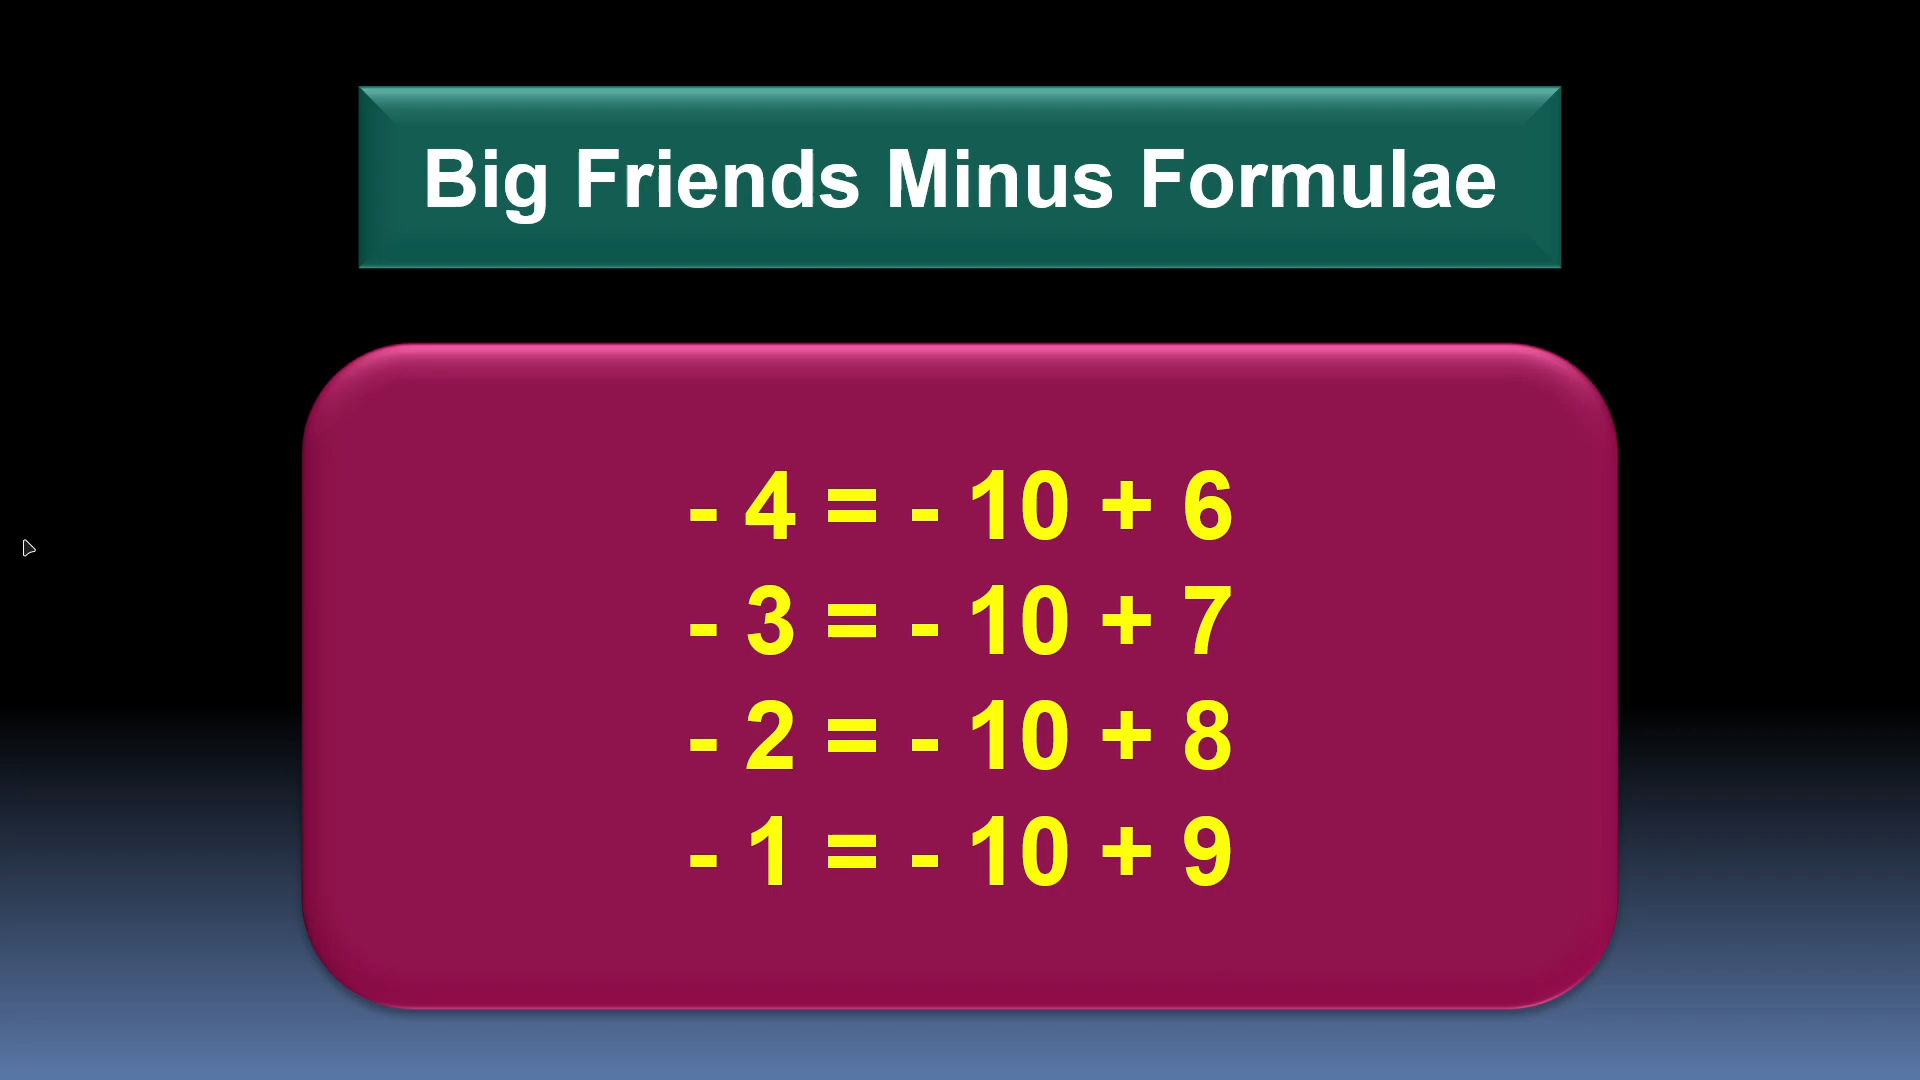 Big Friends Minus Formulae
- 4 = - 10 + 6
- 3 = - 10 + 7
- 2 = - 10 + 8
- 1 = - 10 + 9